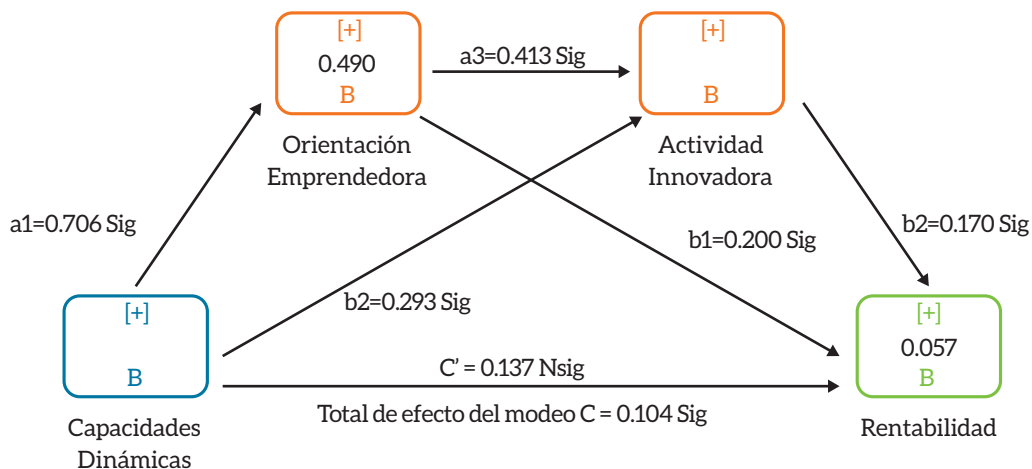 [+]
0.490
B
Orientación
Emprendedora
a3=0.413 Sig
[+]
B
Actividad
Innovadora
a1=0.706 Sig
b1=0.200 Sig
b2=0.170 Sig
b2=0.293 Sig
[+]
B
Capacidades
Dinámicas
C’ = 0.137 Nsig
Total de efecto del modeo C = 0.104 Sig
[+]
0.057
B
Rentabilidad